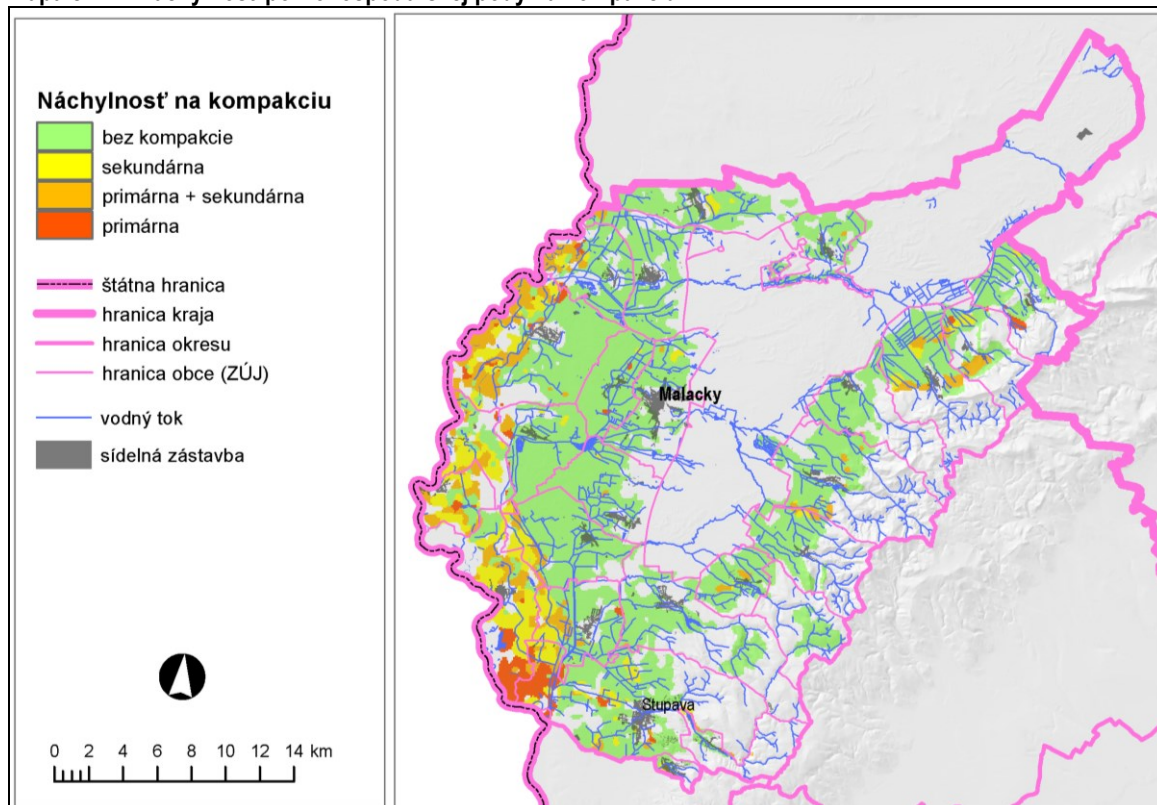 Náchylnosť na kompakciu
bez kompakcie
sekundárna
primárna + sekundárna
primárna
štátna hranica
hranica kraja
hranica okresu
hranica obce (ZÚJ)
vodný tok
sídelná zástavba
0 2 4 6 8 10 12 14 km
Malacky
Stupava